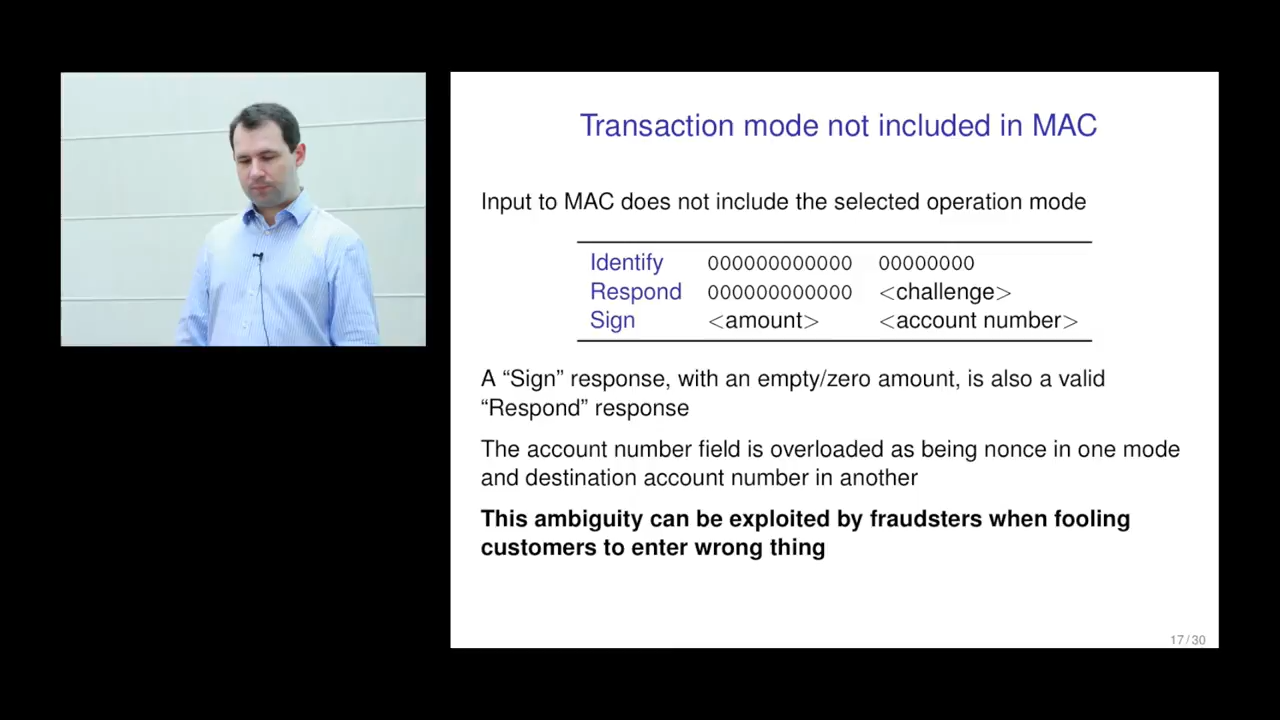 Transaction mode not included in MAC
Input to MAC does not include the selected operation mode
Identify 000000000000 00000000
Respond 000000000000 <challenge>
Sign <amount> <account number>
A “Sign” response, with an empty/zero amount, is also a valid
“Respond” response
The account number field is overloaded as being nonce in one mode
and destination account number in another
This ambiguity can be exploited by fraudsters when fooling
customers to enter wrong thing
17 / 30